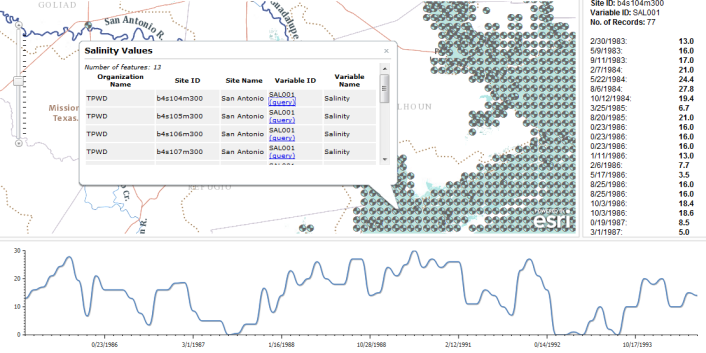 GOLIAD
San Antonio R.
Guadalupe
Salinity Values
×
Number of features: 13
Organization Name Site ID Site Name Variable ID Variable Name
TPWD b4s104m300 San Antonio SAL001 (query) Salinity
TPWD b4s105m300 San Antonio SAL001 (query) Salinity
TPWD b4s106m300 San Antonio SAL001 (query) Salinity
TPWD b4s107m300 San Antonio SAL001 (query) Salinity
Mission
Texas.
LHOUN
Cr.
R.
POWERED BY
esri
Site ID: b4s104m300
Variable ID: SAL001
No. of Records: 77
2/30/1983: 13.0
5/9/1983: 16.0
9/11/1983: 17.0
2/7/1984: 21.0
5/22/1984: 24.4
8/6/1984: 27.8
10/12/1984: 19.4
3/25/1985: 6.7
8/20/1985: 21.0
0/23/1986: 16.0
0/23/1986: 16.0
0/23/1986: 16.0
1/11/1986: 13.0
2/6/1986: 7.7
5/17/1986: 3.5
8/25/1986: 16.0
8/25/1986: 16.0
10/3/1986: 18.4
10/3/1986: 18.6
0/19/1987: 8.5
3/1/1987: 5.0
30
20
10
0
0/23/1986 3/1/1987 1/16/1988 10/28/1988 2/12/1991 0/14/1992 10/17/1993